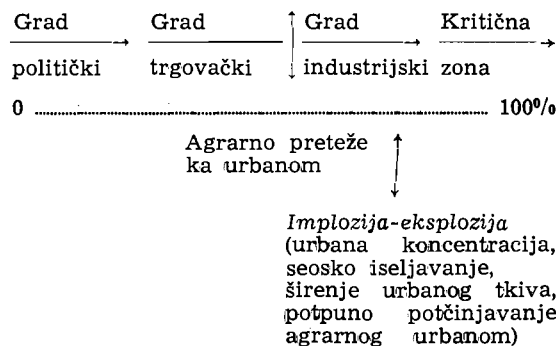 Grad Grad Grad Kritična
politički trgovački industrijski zona
0 100%
Agrarno preteže
ka urbanom
Implozija-eksplozija
(urbana koncentracija,
seosko iseljavanje,
širenje urbanog tkiva,
potpuno potčinjavanje
agrarnog urbanom)